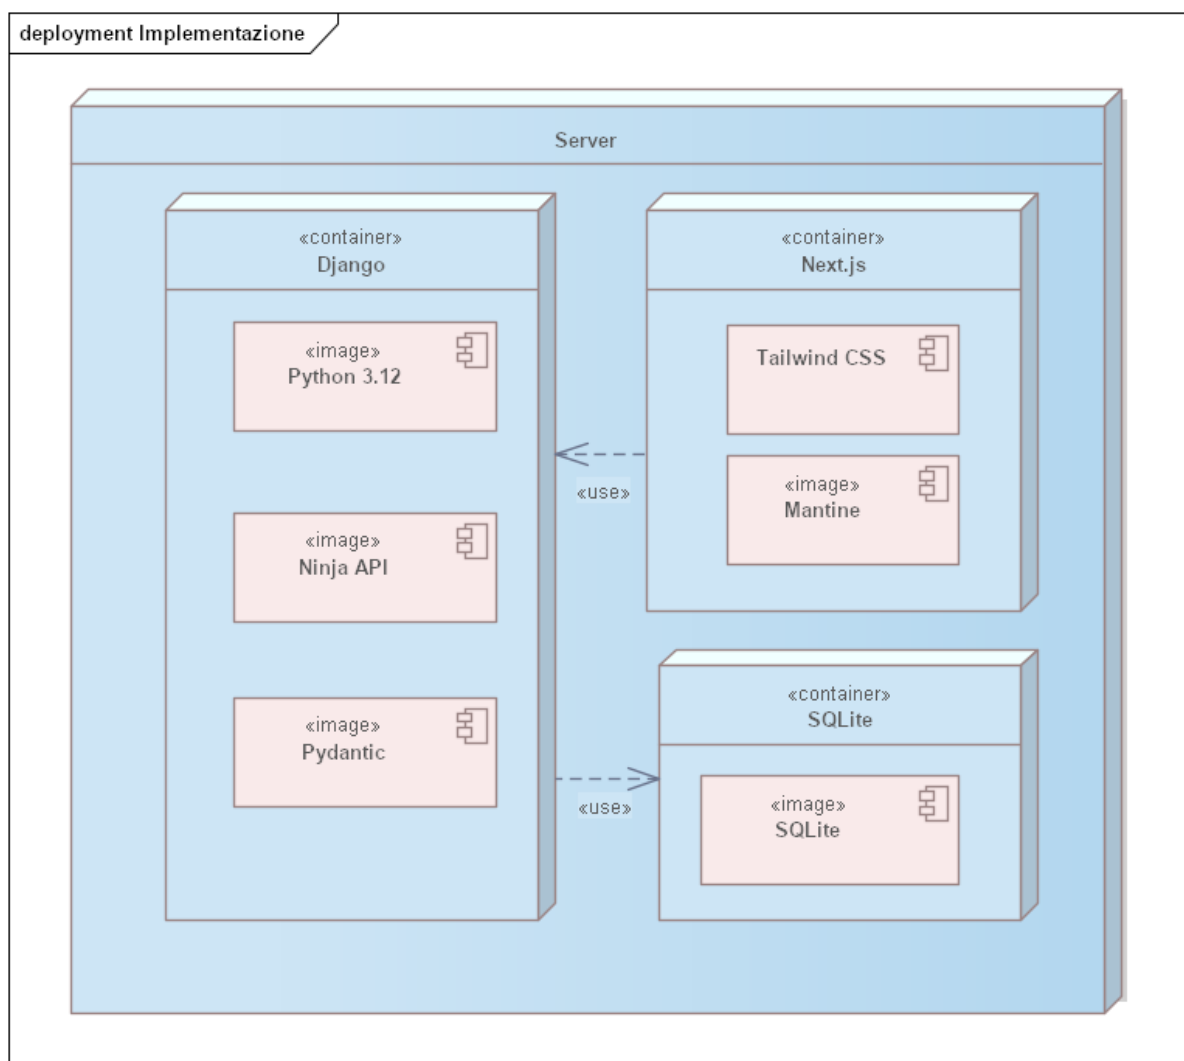 deployment Implementazione
Server
«container»
Django
«image»
Python 3.12
«image»
Ninja API
«image»
Pydantic
«use»
«container»
Next.js
Tailwind CSS
«image»
Mantine
«use»
«container»
SQLite
«image»
SQLite